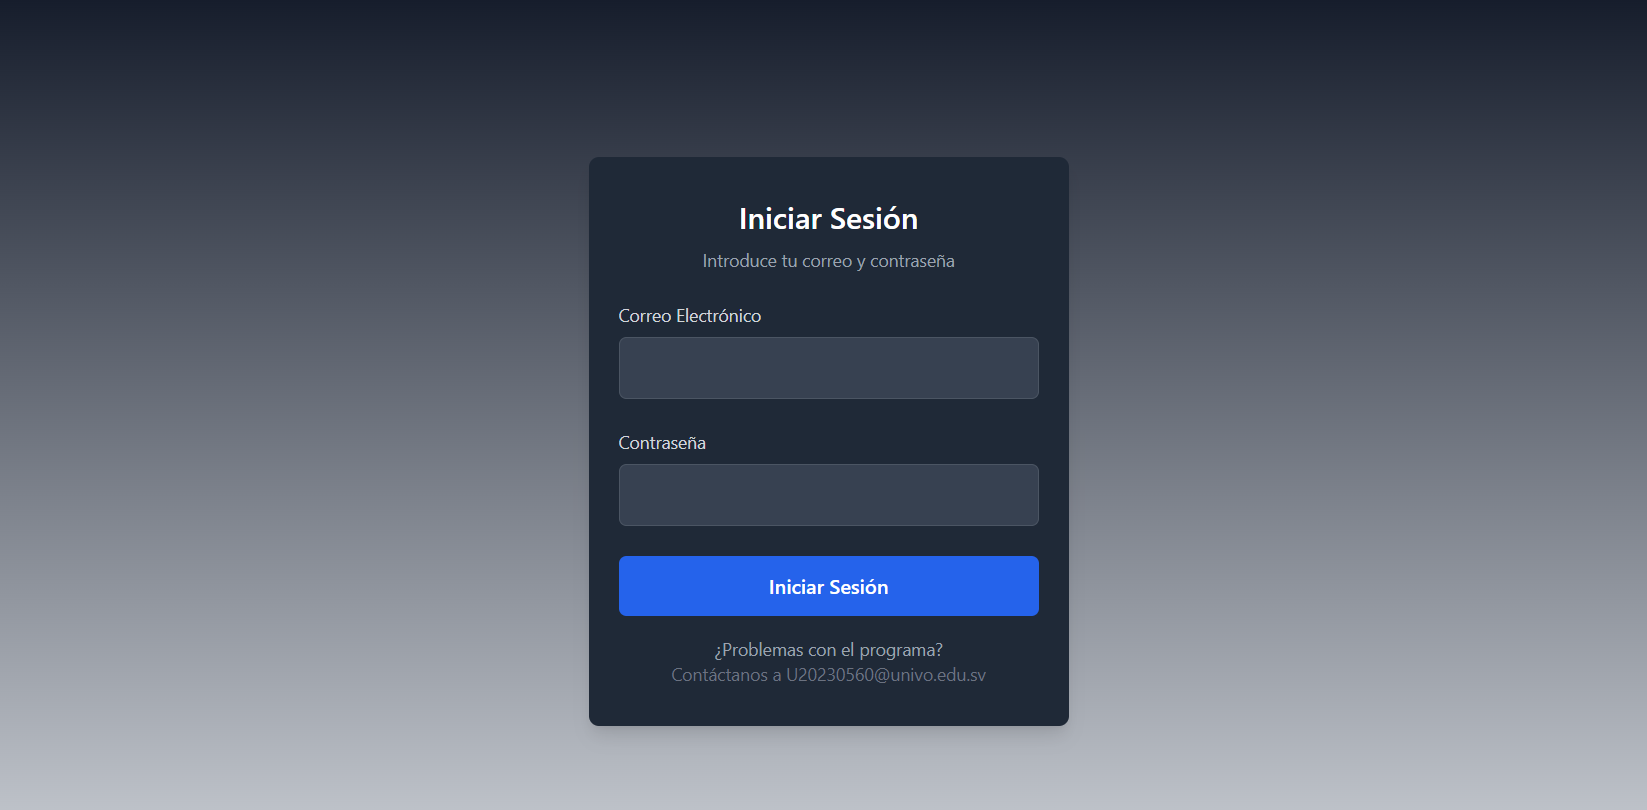 Iniciar Sesión
Introduce tu correo y contraseña
Correo Electrónico
Contraseña
Iniciar Sesión
¿Problemas con el programa?
Contáctanos a U20230560@univo.edu.sv